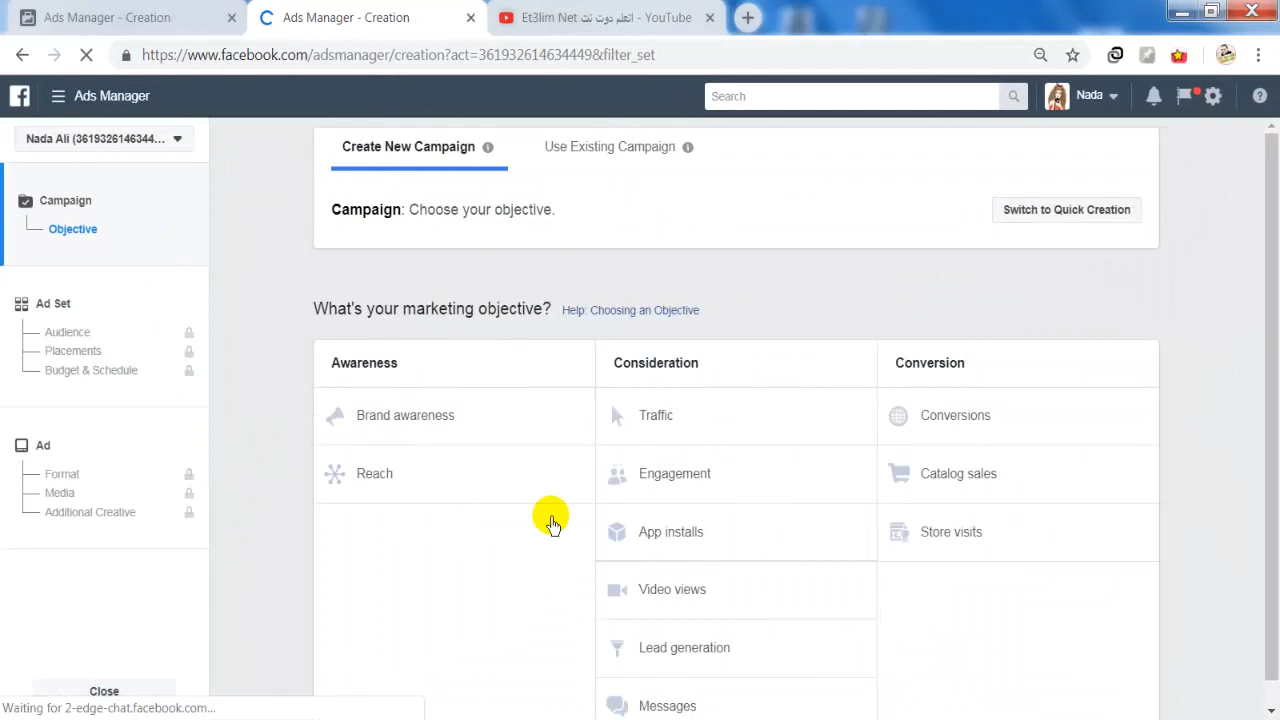 Ads Manager - Creation
Ads Manager - Creation
Et3lim Net اتعلم دوت نت - YouTube
https://www.facebook.com/adsmanager/creation?act=361932614634449&filter_set
Ads Manager
Search
Nada
Nada Ali (3619326146344...
Create New Campaign
Use Existing Campaign
Campaign
Objective
Campaign: Choose your objective.
Switch to Quick Creation
Ad Set
Audience
Placements
Budget & Schedule
Ad
Format
Media
Additional Creative
Close
What's your marketing objective? Help: Choosing an Objective
Awareness
Consideration
Conversion
Brand awareness
Traffic
Conversions
Reach
Engagement
Catalog sales
App installs
Store visits
Video views
Lead generation
Messages
Waiting for 2-edge-chat.facebook.com...